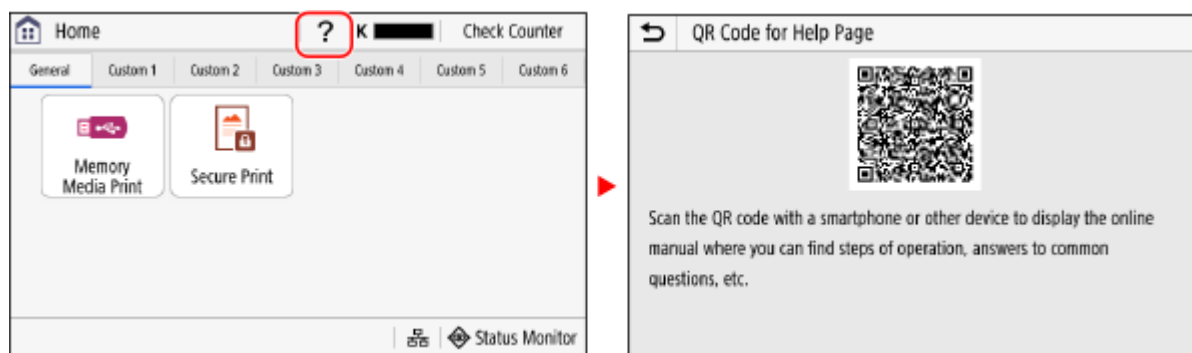 Home
?
K
Check Counter
General
Custom 1
Custom 2
Custom 3
Custom 4
Custom 5
Custom 6
Memory
Media Print
Secure Print
Status Monitor
QR Code for Help Page
Scan the QR code with a smartphone or other device to display the online
manual where you can find steps of operation, answers to common
questions, etc.